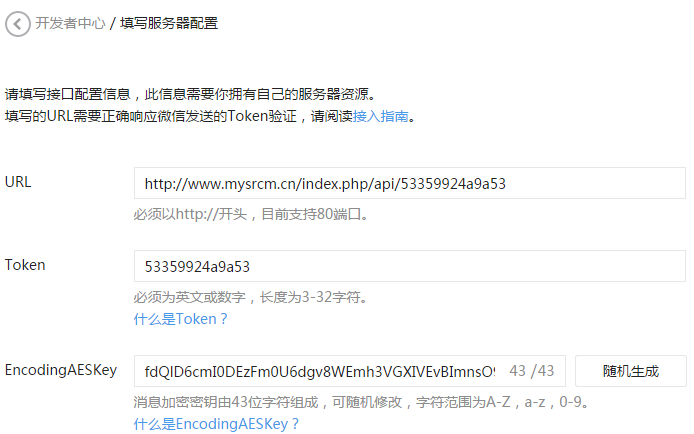 开发者中心 / 填写服务器配置
请填写接口配置信息，此信息需要你拥有自己的服务器资源。
填写的URL需要正确响应微信发送的Token验证，请阅读接入指南。
URL
http://www.mysrcm.cn/index.php/api/53359924a9a53
必须以http://开头，目前支持80端口。
Token
53359924a9a53
必须为英文或数字，长度为3-32字符。
什么是Token？
EncodingAESKey
fdQlD6cmI0DEzFm0U6dgv8WEmh3VGXIVEvBImnsO9 43 /43 随机生成
消息加密密钥由43位字符组成，可随机修改，字符范围为A-Z，a-z，0-9。
什么是EncodingAESKey？